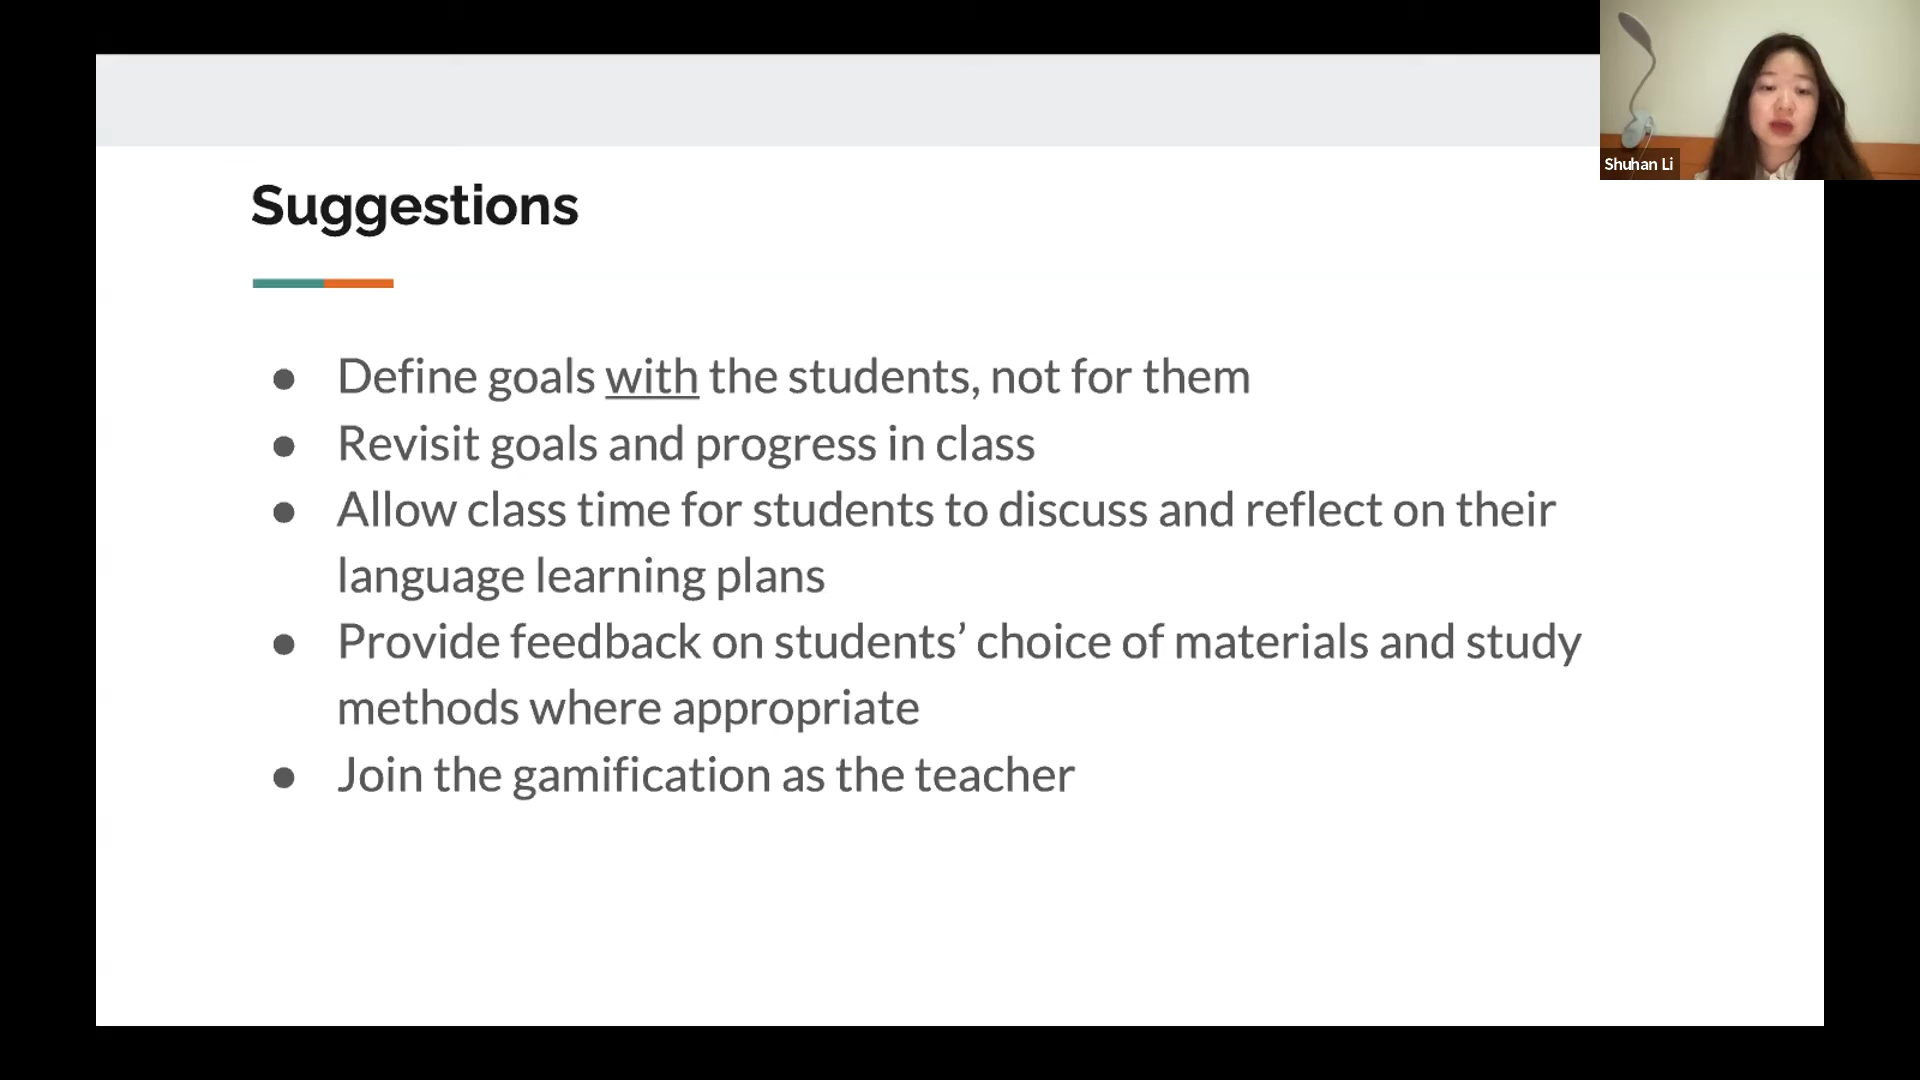 Suggestions
● Define goals with the students, not for them
● Revisit goals and progress in class
● Allow class time for students to discuss and reflect on their
language learning plans
● Provide feedback on students’ choice of materials and study
methods where appropriate
● Join the gamification as the teacher
Shuhan Li